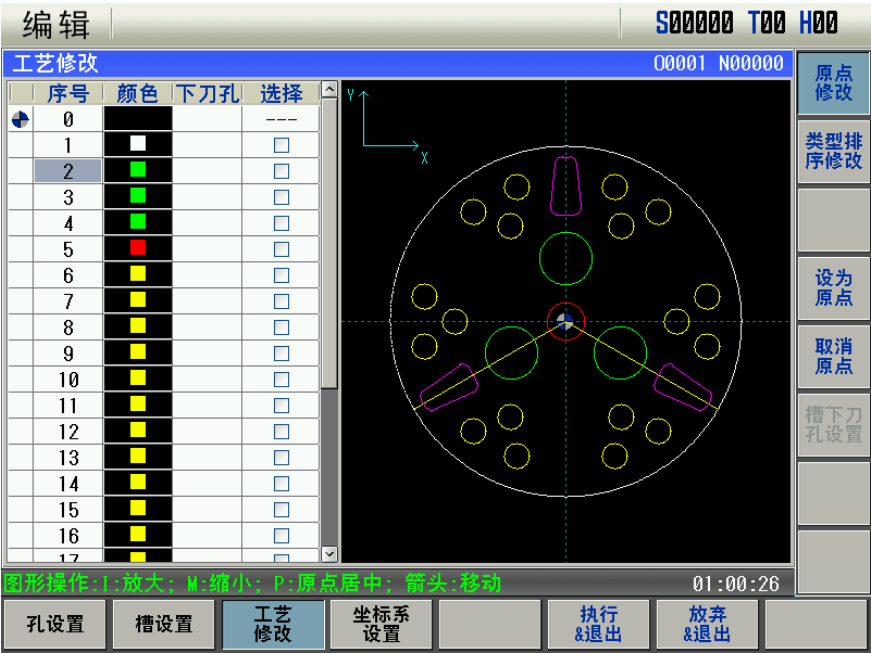 编辑
S00000 T00 H00
工艺修改
O0001 N00000
序号 颜色 下刀孔 选择
0 ---
1
2
3
4
5
6
7
8
9
10
11
12
13
14
15
16
17
Y
X
原点
修改
类型排
序修改
设为
原点
取消
原点
槽下刀
孔设置
图形操作:I:放大; M:缩小; P:原点居中; 箭头:移动
01:00:26
孔设置
槽设置
工艺
修改
坐标系
设置
执行
&退出
放弃
&退出